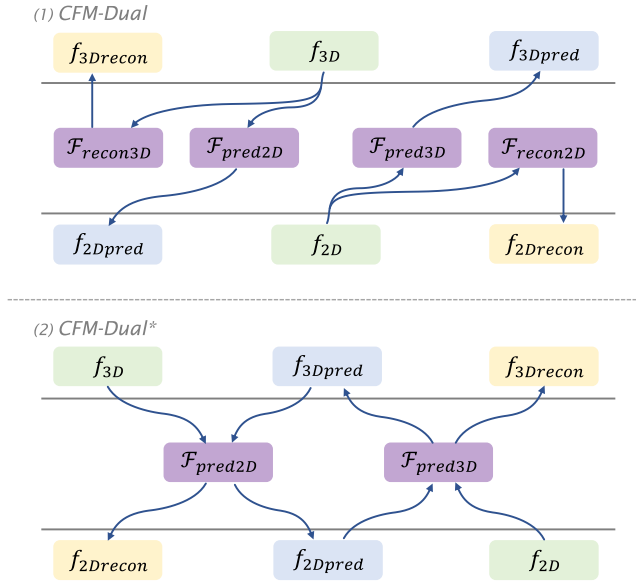 (1) CFM-Dual
f3Drecon f3D f3Dpred
ℱrecon3D ℱpred2D ℱpred3D ℱrecon2D
f2Dpred f2D f2Drecon
(2) CFM-Dual*
f3D f3Dpred f3Drecon
ℱpred2D ℱpred3D
f2Drecon f2Dpred f2D